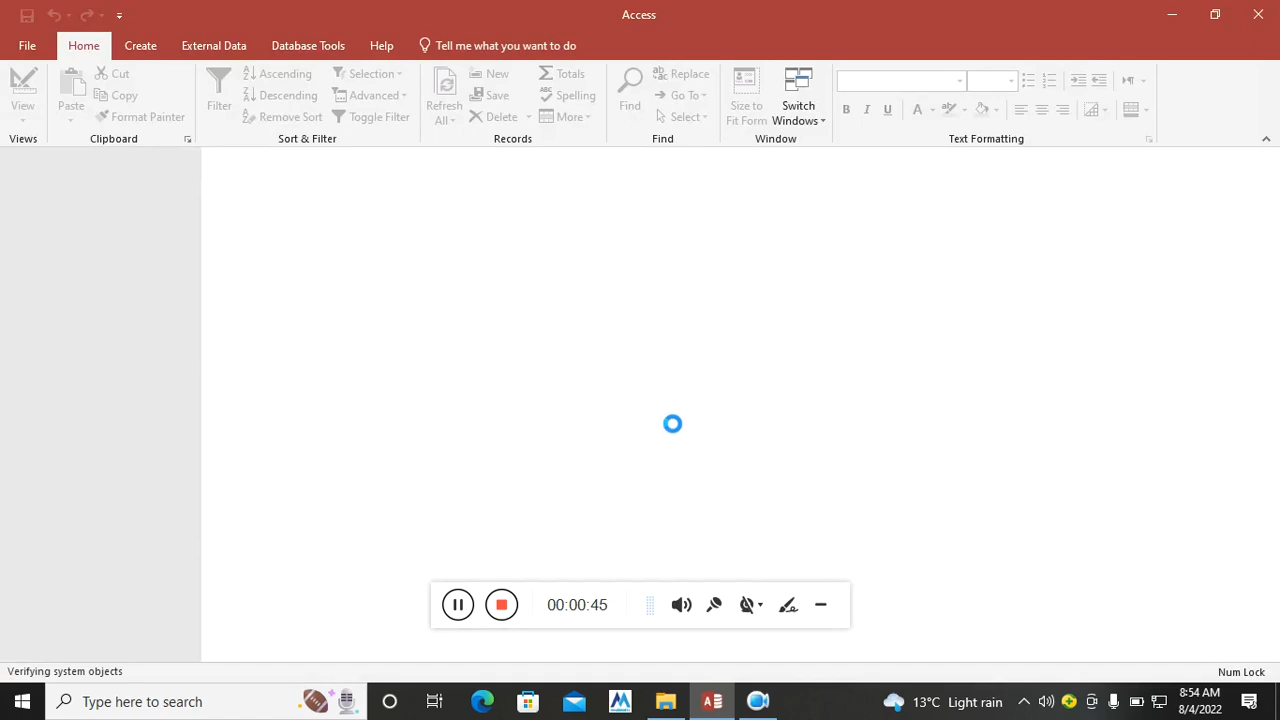 Access
File Home Create External Data Database Tools Help Tell me what you want to do
View
Views
Paste
Cut
Copy
Format Painter
Clipboard
Filter
Ascending
Descending
Remove Sort
Selection
Advanced
Toggle Filter
Sort & Filter
Refresh
All
New
Save
Delete
Totals
Spelling
More
Records
Find
Replace
Go To
Select
Find
Size to
Fit Form
Switch
Windows
Window
B I U A
Text Formatting
00:00:45
Verifying system objects
Num Lock
Type here to search
13°C Light rain
8:54 AM
8/4/2022